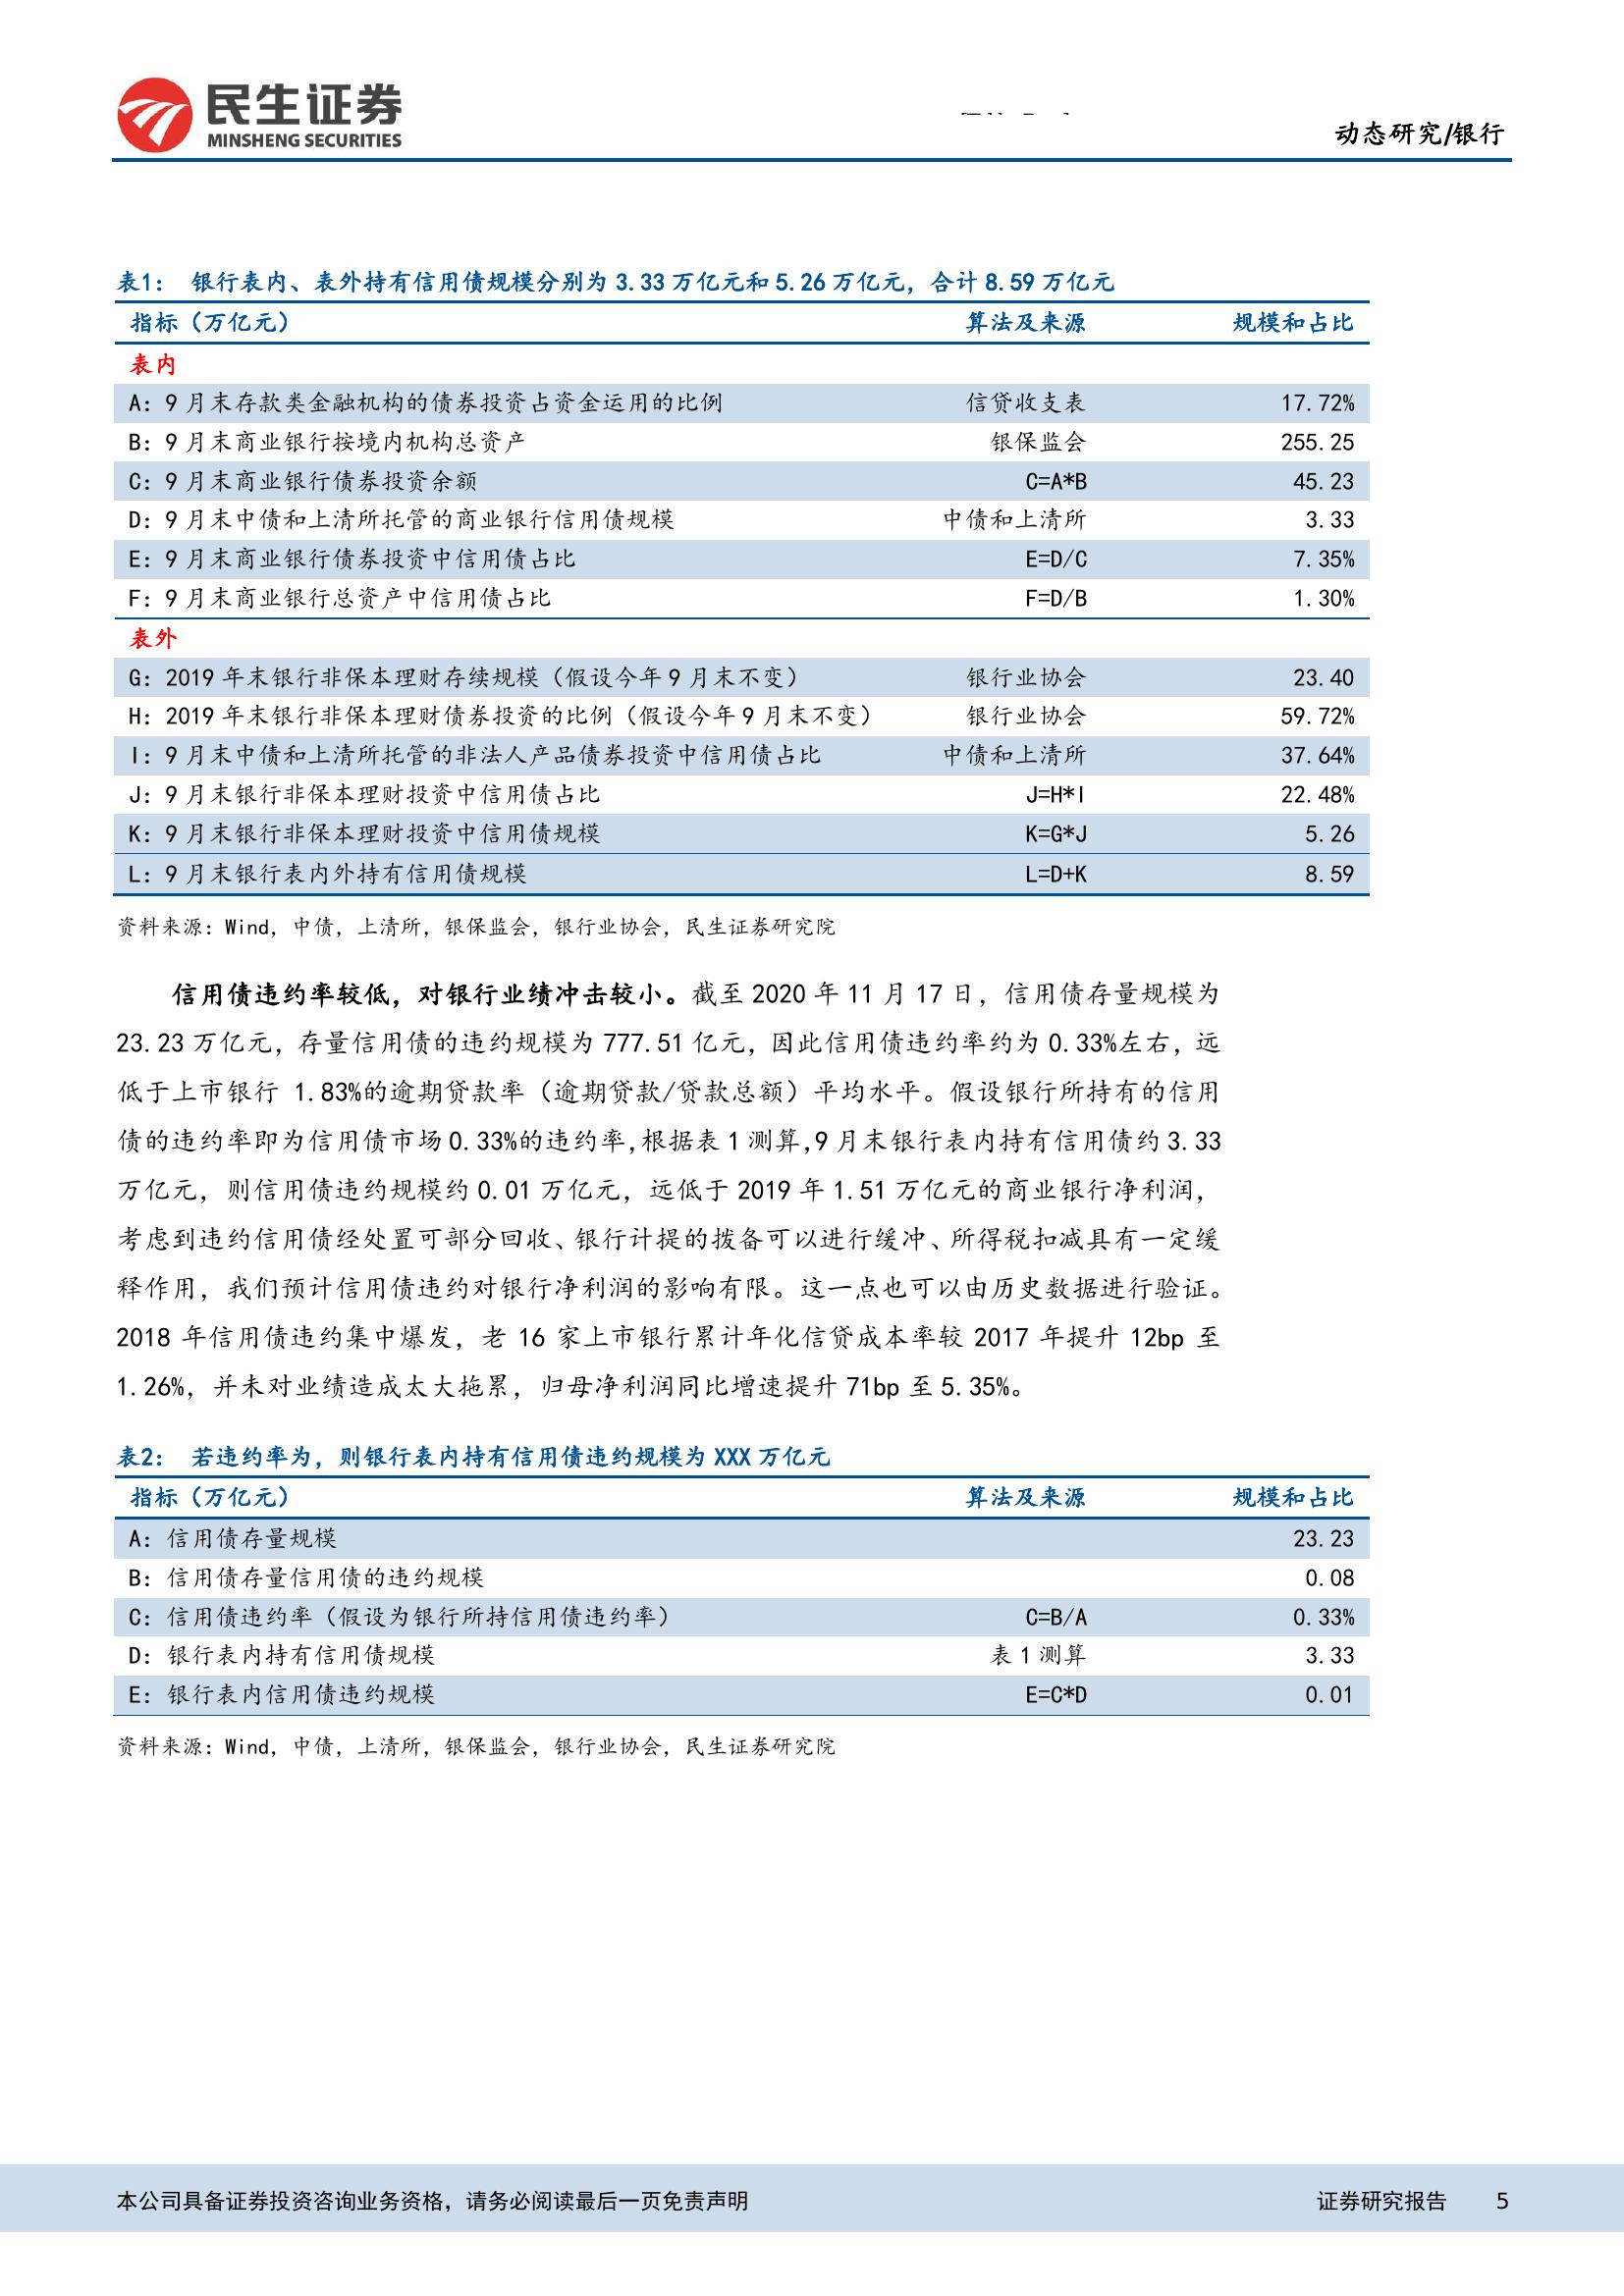 民生证券
MINSHENG SECURITIES
动态研究/银行
表1： 银行表内、表外持有信用债规模分别为 3.33 万亿元和 5.26 万亿元，合计 8.59 万亿元
指标（万亿元） 算法及来源 规模和占比
表内
A：9 月末存款类金融机构的债券投资占资金运用的比例 信贷收支表 17.72%
B：9 月末商业银行按境内机构总资产 银保监会 255.25
C：9 月末商业银行债券投资余额 C=A*B 45.23
D：9 月末中债和上清所托管的商业银行信用债规模 中债和上清所 3.33
E：9 月末商业银行债券投资中信用债占比 E=D/C 7.35%
F：9 月末商业银行总资产中信用债占比 F=D/B 1.30%
表外
G：2019 年末银行非保本理财存续规模（假设今年 9 月末不变） 银行业协会 23.40
H：2019 年末银行非保本理财债券投资的比例（假设今年 9 月末不变） 银行业协会 59.72%
I：9 月末中债和上清所托管的非法人产品债券投资中信用债占比 中债和上清所 37.64%
J：9 月末银行非保本理财投资中信用债占比 J=H*I 22.48%
K：9 月末银行非保本理财投资中信用债规模 K=G*J 5.26
L：9 月末银行表内外持有信用债规模 L=D+K 8.59
资料来源：Wind，中债，上清所，银保监会，银行业协会，民生证券研究院
信用债违约率较低，对银行业绩冲击较小。截至 2020 年 11 月 17 日，信用债存量规模为
23.23 万亿元，存量信用债的违约规模为 777.51 亿元，因此信用债违约率约为 0.33%左右，远
低于上市银行 1.83%的逾期贷款率（逾期贷款/贷款总额）平均水平。假设银行所持有的信用
债的违约率即为信用债市场 0.33%的违约率，根据表 1 测算，9 月末银行表内持有信用债约 3.33
万亿元，则信用债违约规模约 0.01 万亿元，远低于 2019 年 1.51 万亿元的商业银行净利润，
考虑到违约信用债经处置可部分回收、银行计提的拨备可以进行缓冲、所得税扣减具有一定缓
释作用，我们预计信用债违约对银行净利润的影响有限。这一点也可以由历史数据进行验证。
2018 年信用债违约集中爆发，老 16 家上市银行累计年化信贷成本率较 2017 年提升 12bp 至
1.26%，并未对业绩造成太大拖累，归母净利润同比增速提升 71bp 至 5.35%。
表2： 若违约率为，则银行表内持有信用债违约规模为 XXX 万亿元
指标（万亿元） 算法及来源 规模和占比
A：信用债存量规模 23.23
B：信用债存量信用债的违约规模 0.08
C：信用债违约率（假设为银行所持信用债违约率） C=B/A 0.33%
D：银行表内持有信用债规模 表 1 测算 3.33
E：银行表内信用债违约规模 E=C*D 0.01
资料来源：Wind，中债，上清所，银保监会，银行业协会，民生证券研究院
本公司具备证券投资咨询业务资格，请务必阅读最后一页免责声明 证券研究报告 5